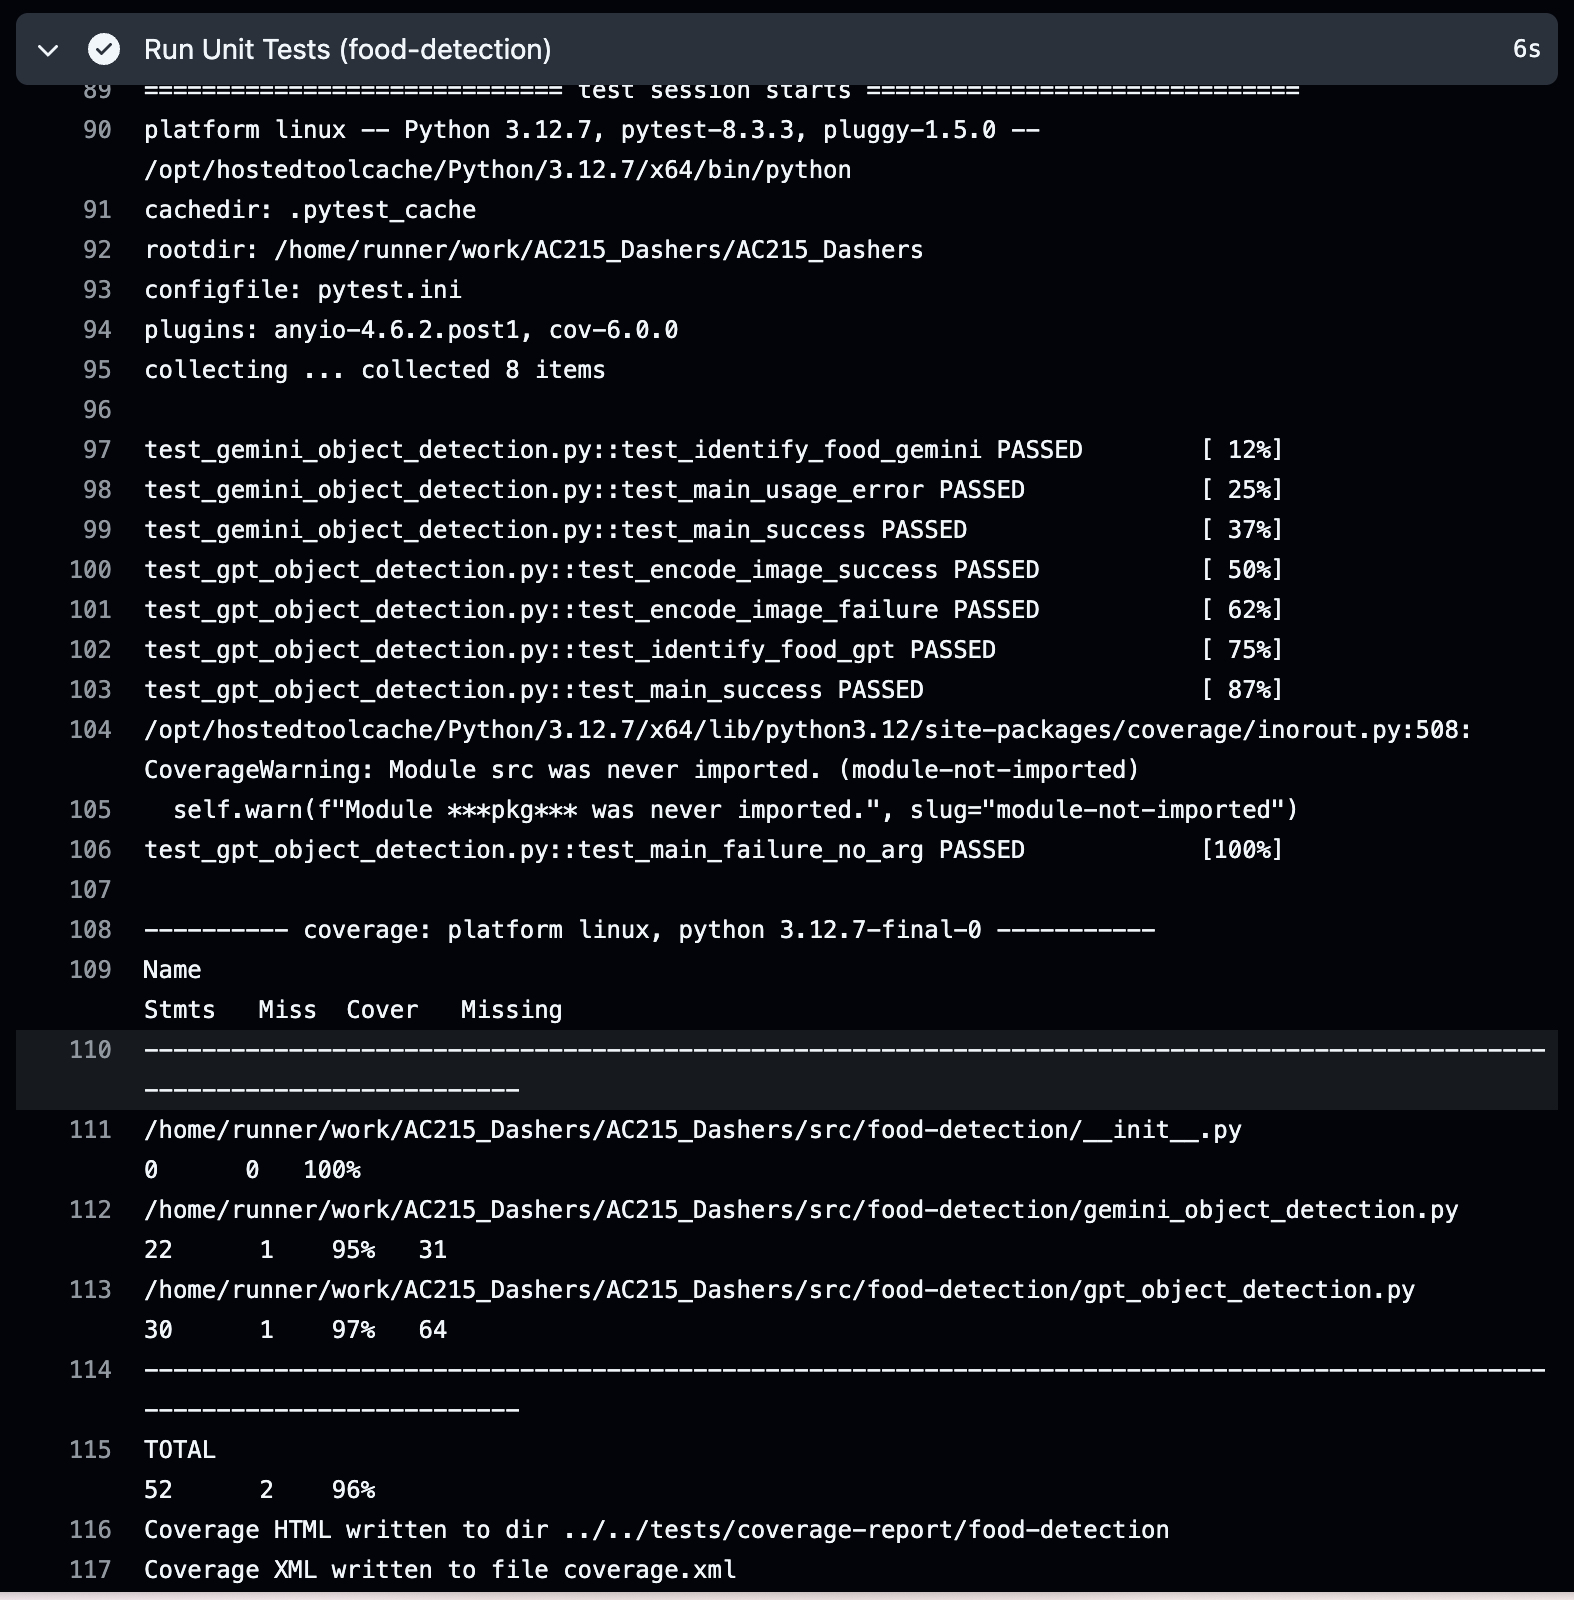 Run Unit Tests (food-detection) 6s
89 ============================= test session starts ==============================
90 platform linux -- Python 3.12.7, pytest-8.3.3, pluggy-1.5.0 --
/opt/hostedtoolcache/Python/3.12.7/x64/bin/python
91 cachedir: .pytest_cache
92 rootdir: /home/runner/work/AC215_Dashers/AC215_Dashers
93 configfile: pytest.ini
94 plugins: anyio-4.6.2.post1, cov-6.0.0
95 collecting ... collected 8 items
96
97 test_gemini_object_detection.py::test_identify_food_gemini PASSED [ 12%]
98 test_gemini_object_detection.py::test_main_usage_error PASSED [ 25%]
99 test_gemini_object_detection.py::test_main_success PASSED [ 37%]
100 test_gpt_object_detection.py::test_encode_image_success PASSED [ 50%]
101 test_gpt_object_detection.py::test_encode_image_failure PASSED [ 62%]
102 test_gpt_object_detection.py::test_identify_food_gpt PASSED [ 75%]
103 test_gpt_object_detection.py::test_main_success PASSED [ 87%]
104 /opt/hostedtoolcache/Python/3.12.7/x64/lib/python3.12/site-packages/coverage/inorout.py:508:
CoverageWarning: Module src was never imported. (module-not-imported)
105 self.warn(f"Module ***pkg*** was never imported.", slug="module-not-imported")
106 test_gpt_object_detection.py::test_main_failure_no_arg PASSED [100%]
107
108 ---------- coverage: platform linux, python 3.12.7-final-0 -----------
109 Name
Stmts Miss Cover Missing
110 -------------------------------------------------------------------------------------------------
--------------------------
111 /home/runner/work/AC215_Dashers/AC215_Dashers/src/food-detection/__init__.py
0 0 100%
112 /home/runner/work/AC215_Dashers/AC215_Dashers/src/food-detection/gemini_object_detection.py
22 1 95% 31
113 /home/runner/work/AC215_Dashers/AC215_Dashers/src/food-detection/gpt_object_detection.py
30 1 97% 64
114 -------------------------------------------------------------------------------------------------
--------------------------
115 TOTAL
52 2 96%
116 Coverage HTML written to dir ../../tests/coverage-report/food-detection
117 Coverage XML written to file coverage.xml